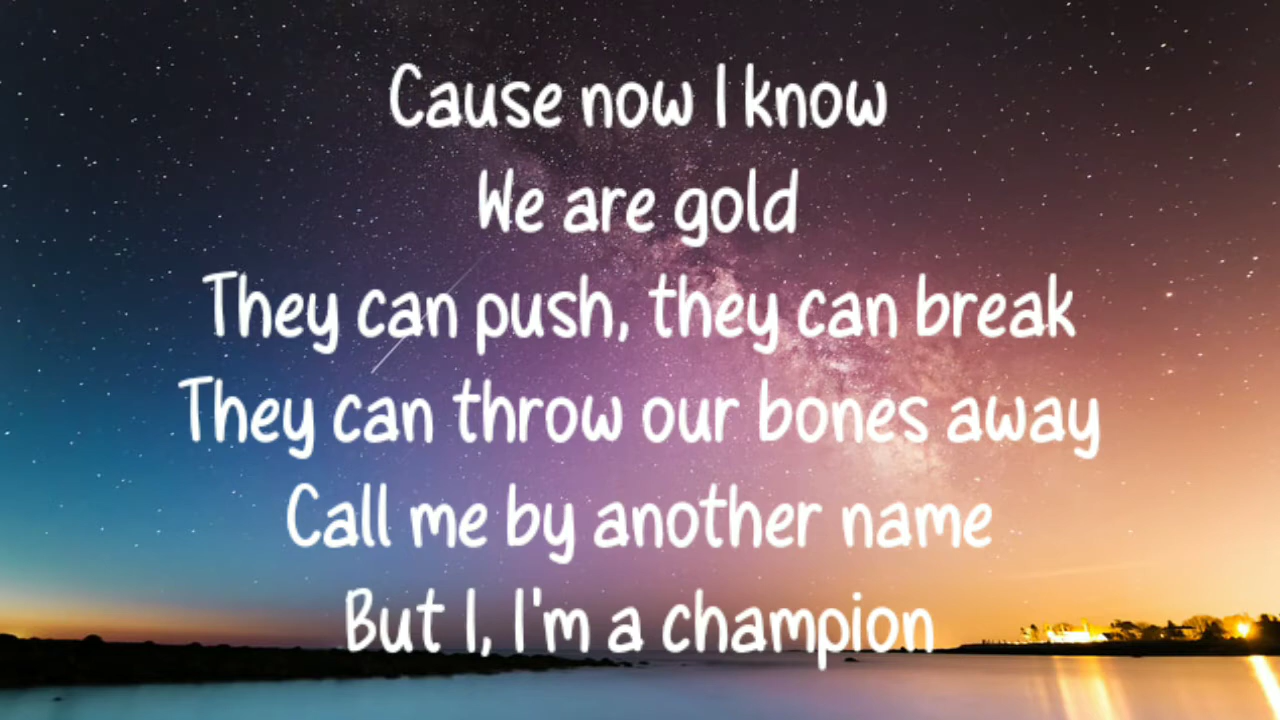 Cause now I know
We are gold
They can push, they can break
They can throw our bones away
Call me by another name
But I, I'm a champion